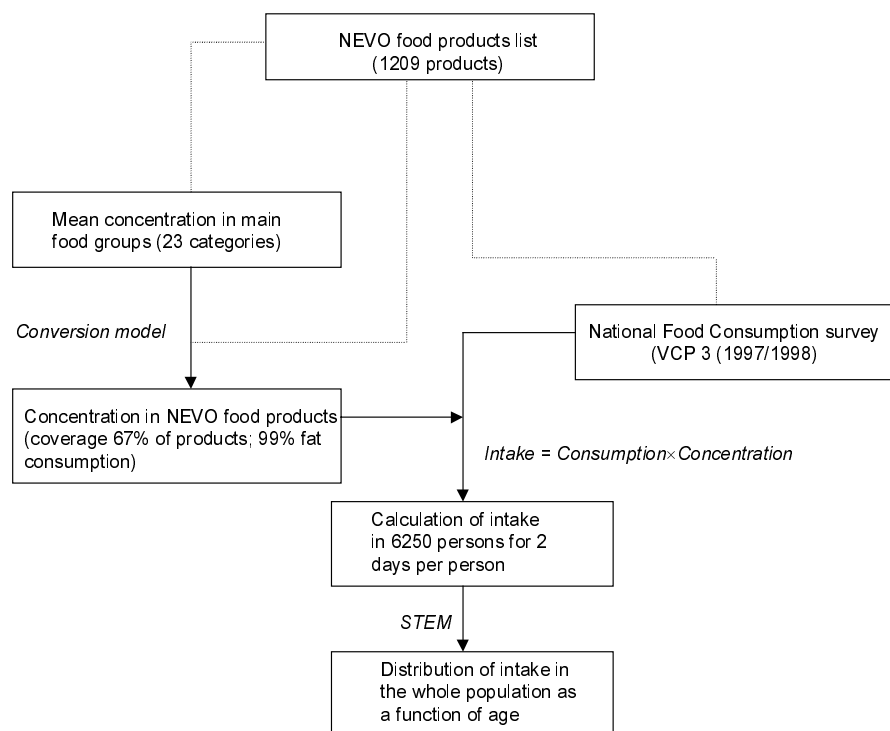 NEVO food products list
(1209 products)
Mean concentration in main
food groups (23 categories)
Conversion model
National Food Consumption survey
(VCP 3 (1997/1998)
Concentration in NEVO food products
(coverage 67% of products; 99% fat
consumption)
Intake = Consumption×Concentration
Calculation of intake
in 6250 persons for 2
days per person
STEM
Distribution of intake in
the whole population as
a function of age